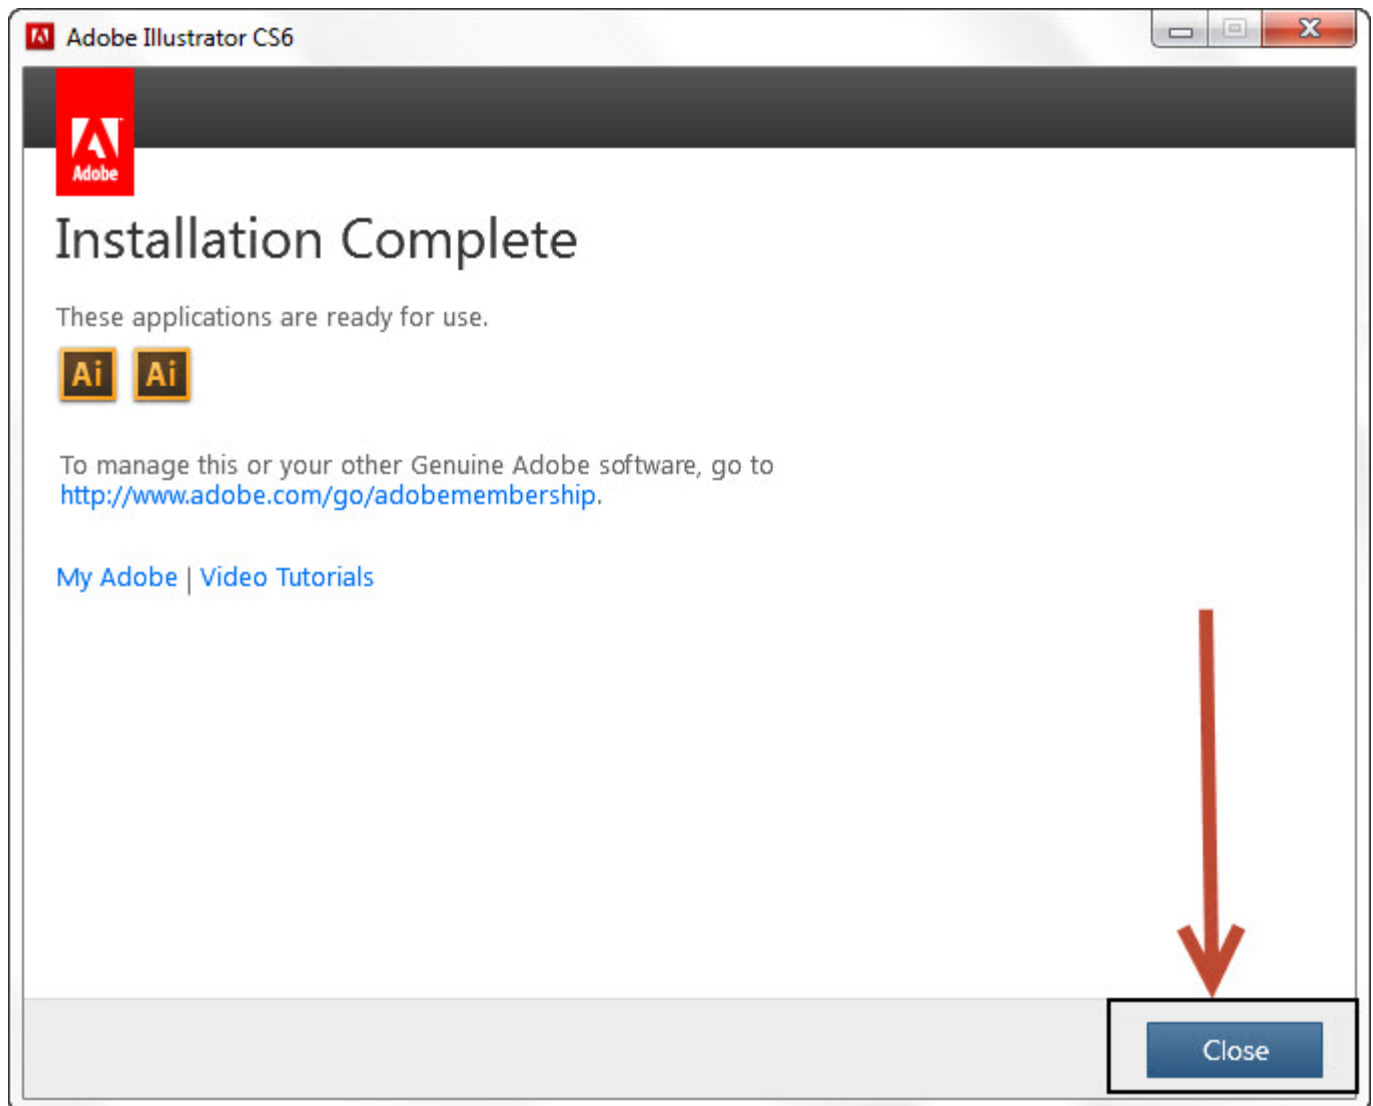 Adobe Illustrator CS6
Adobe
Installation Complete
These applications are ready for use.
Ai Ai
To manage this or your other Genuine Adobe software, go to
http://www.adobe.com/go/adobemembership.
My Adobe | Video Tutorials
Close